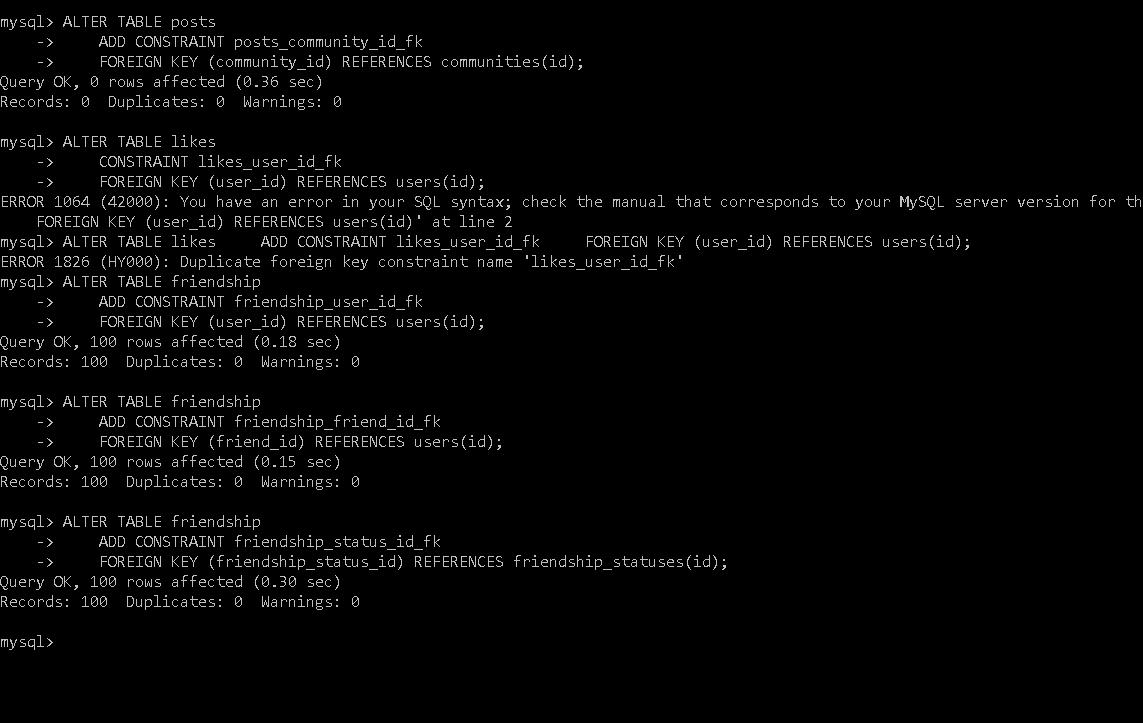 mysql> ALTER TABLE posts
    ->     ADD CONSTRAINT posts_community_id_fk
    ->     FOREIGN KEY (community_id) REFERENCES communities(id);
Query OK, 0 rows affected (0.36 sec)
Records: 0  Duplicates: 0  Warnings: 0

mysql> ALTER TABLE likes
    ->     CONSTRAINT likes_user_id_fk
    ->     FOREIGN KEY (user_id) REFERENCES users(id);
ERROR 1064 (42000): You have an error in your SQL syntax; check the manual that corresponds to your MySQL server version for th
    FOREIGN KEY (user_id) REFERENCES users(id)' at line 2
mysql> ALTER TABLE likes     ADD CONSTRAINT likes_user_id_fk     FOREIGN KEY (user_id) REFERENCES users(id);
ERROR 1826 (HY000): Duplicate foreign key constraint name 'likes_user_id_fk'
mysql> ALTER TABLE friendship
    ->     ADD CONSTRAINT friendship_user_id_fk
    ->     FOREIGN KEY (user_id) REFERENCES users(id);
Query OK, 100 rows affected (0.18 sec)
Records: 100  Duplicates: 0  Warnings: 0

mysql> ALTER TABLE friendship
    ->     ADD CONSTRAINT friendship_friend_id_fk
    ->     FOREIGN KEY (friend_id) REFERENCES users(id);
Query OK, 100 rows affected (0.15 sec)
Records: 100  Duplicates: 0  Warnings: 0

mysql> ALTER TABLE friendship
    ->     ADD CONSTRAINT friendship_status_id_fk
    ->     FOREIGN KEY (friendship_status_id) REFERENCES friendship_statuses(id);
Query OK, 100 rows affected (0.30 sec)
Records: 100  Duplicates: 0  Warnings: 0

mysql>